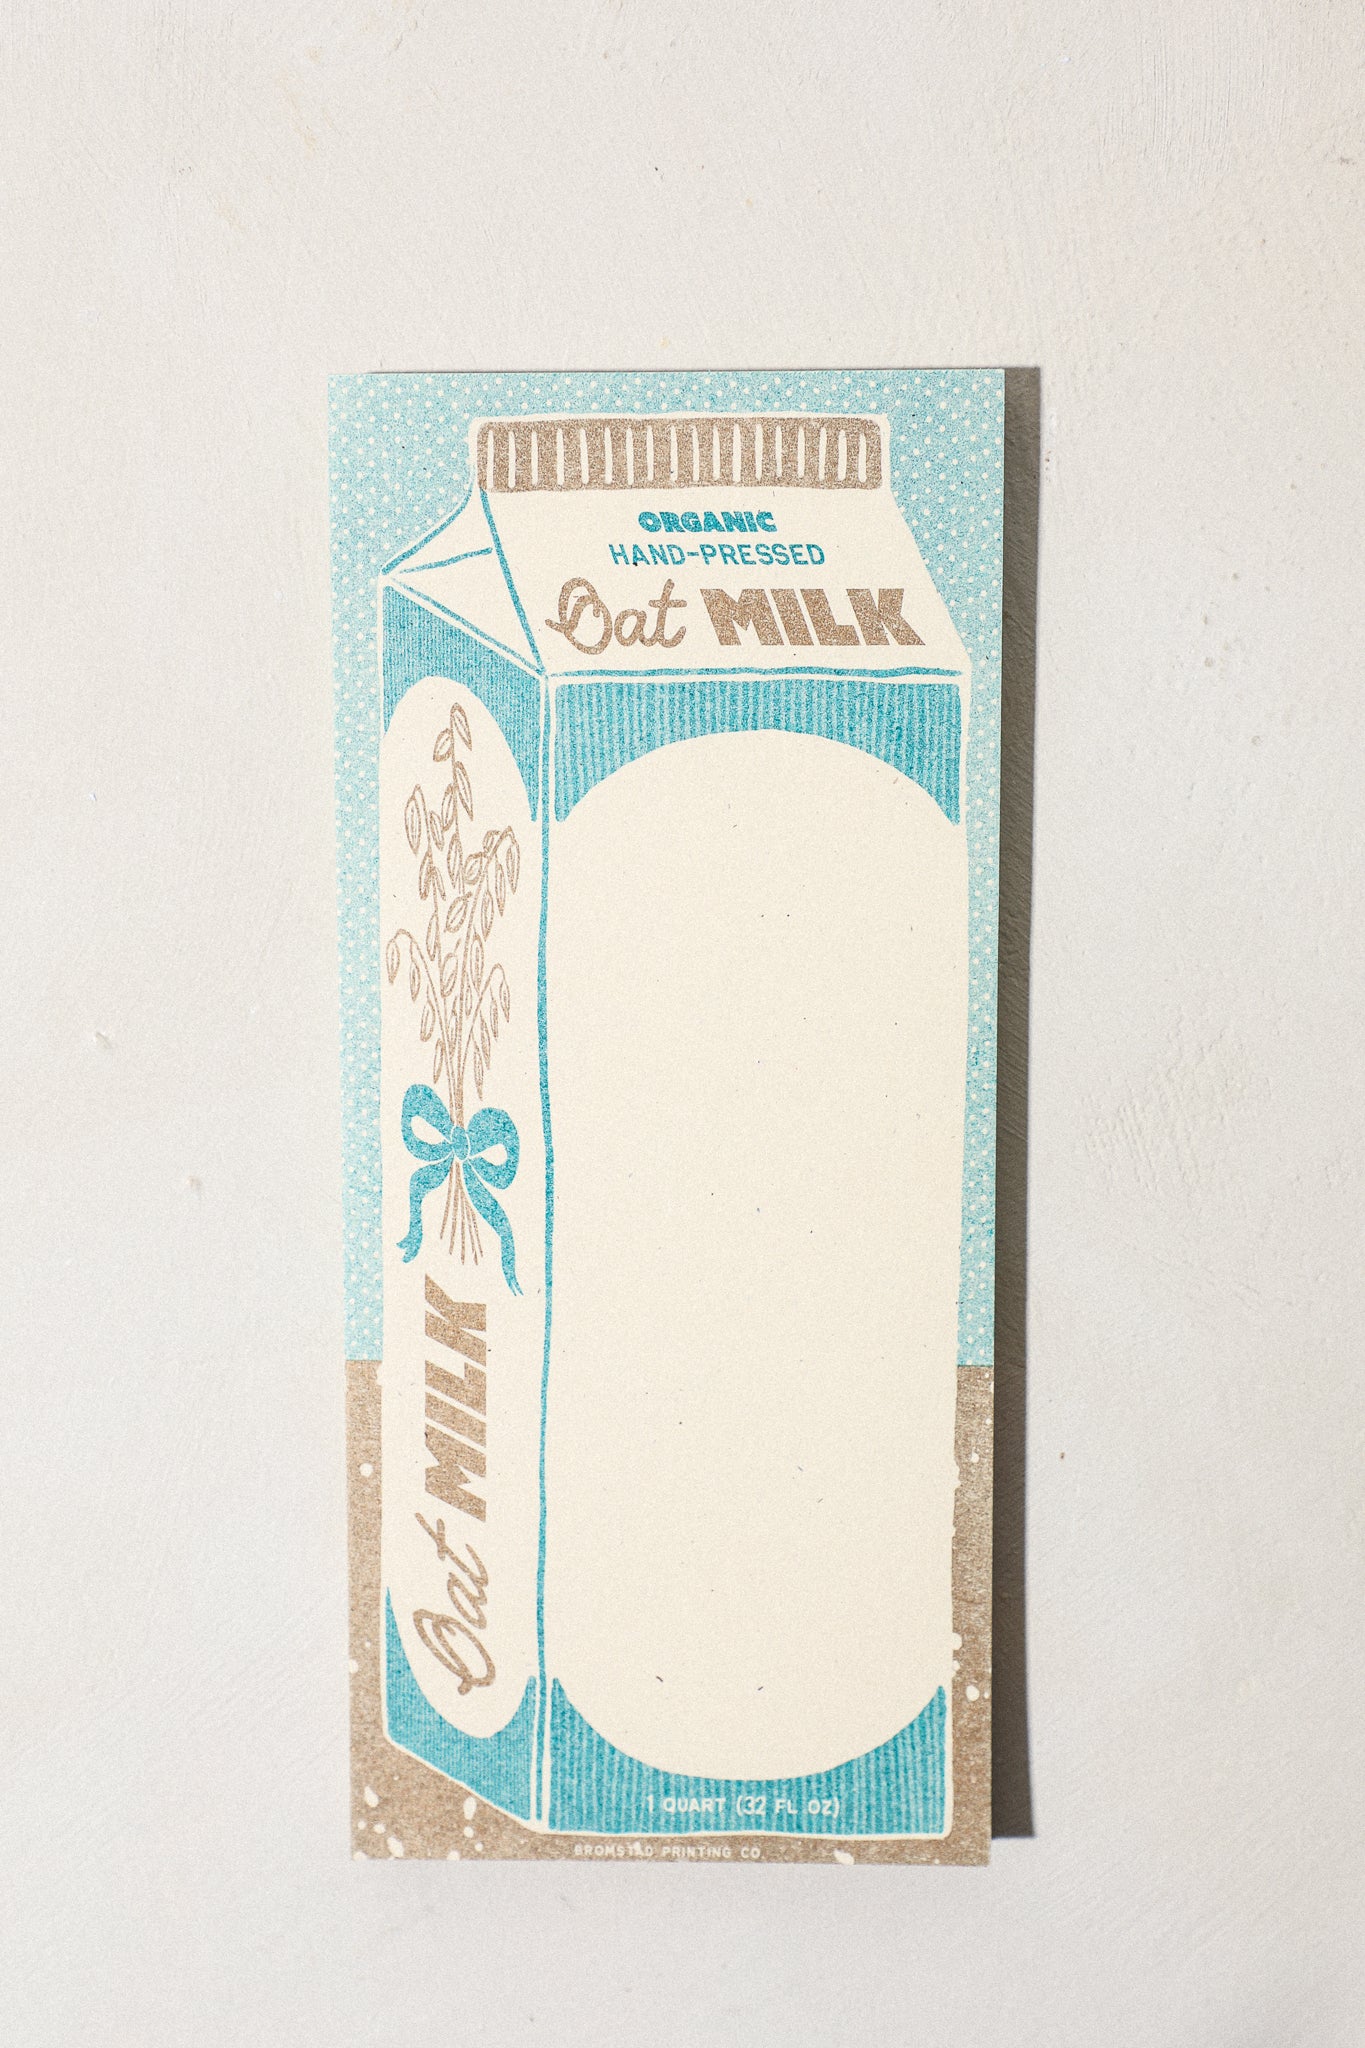 ORGANIC
HAND-PRESSED
Oat MILK
Oat MILK
1 QUART (32 FL OZ)
BROMSTAD PRINTING CO